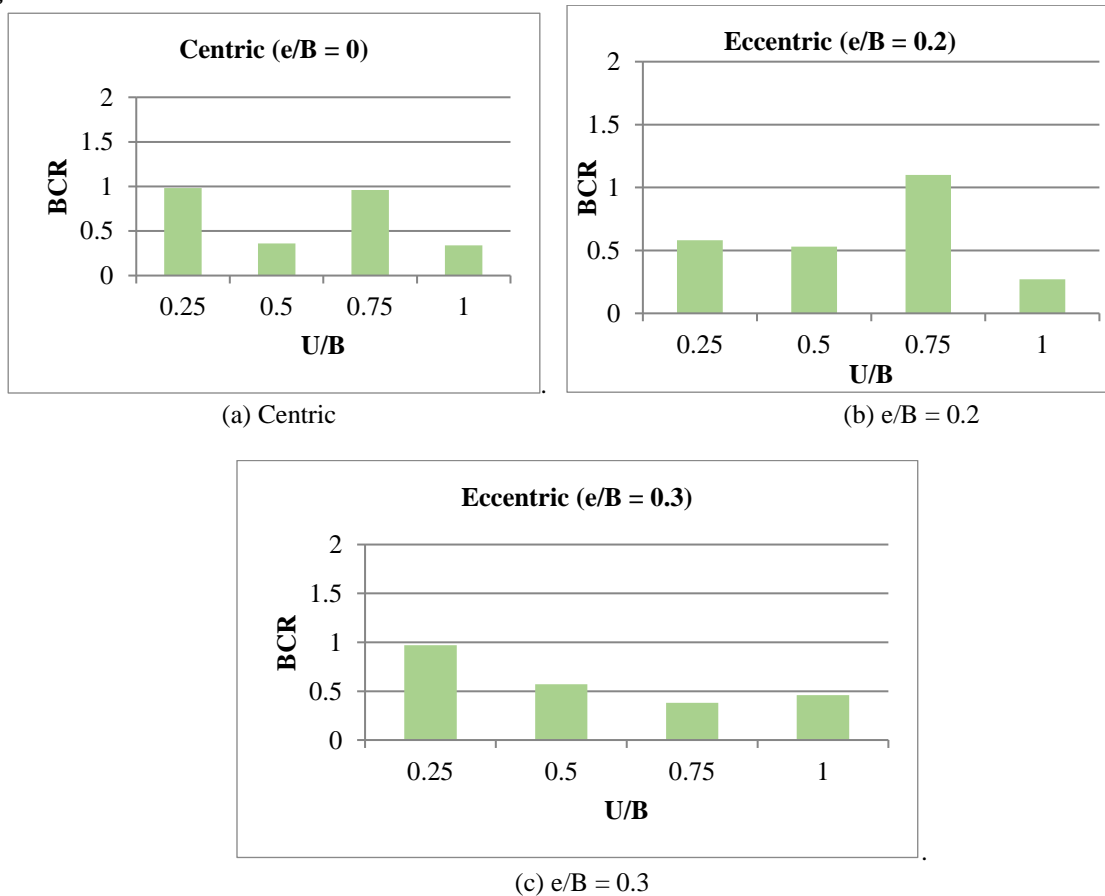 Centric (e/B = 0)
2
1.5
1
0.5
0
BCR
0.25 0.5 0.75 1
U/B
.
(a) Centric
Eccentric (e/B = 0.2)
2
1.5
1
0.5
0
BCR
0.25 0.5 0.75 1
U/B
(b) e/B = 0.2
Eccentric (e/B = 0.3)
2
1.5
1
0.5
0
BCR
0.25 0.5 0.75 1
U/B
.
(c) e/B = 0.3